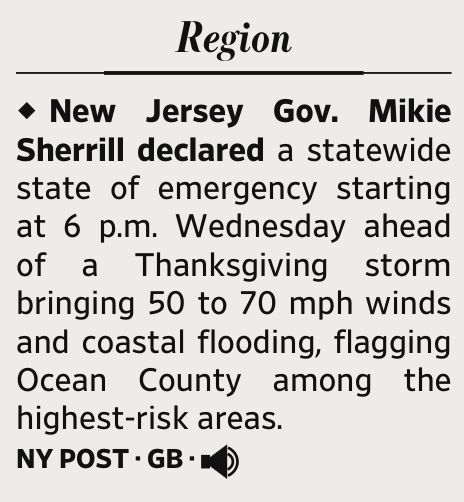 Region
◆ New Jersey Gov. Mikie
Sherrill declared a statewide
state of emergency starting
at 6 p.m. Wednesday ahead
of a Thanksgiving storm
bringing 50 to 70 mph winds
and coastal flooding, flagging
Ocean County among the
highest-risk areas.
NY POST · GB ·